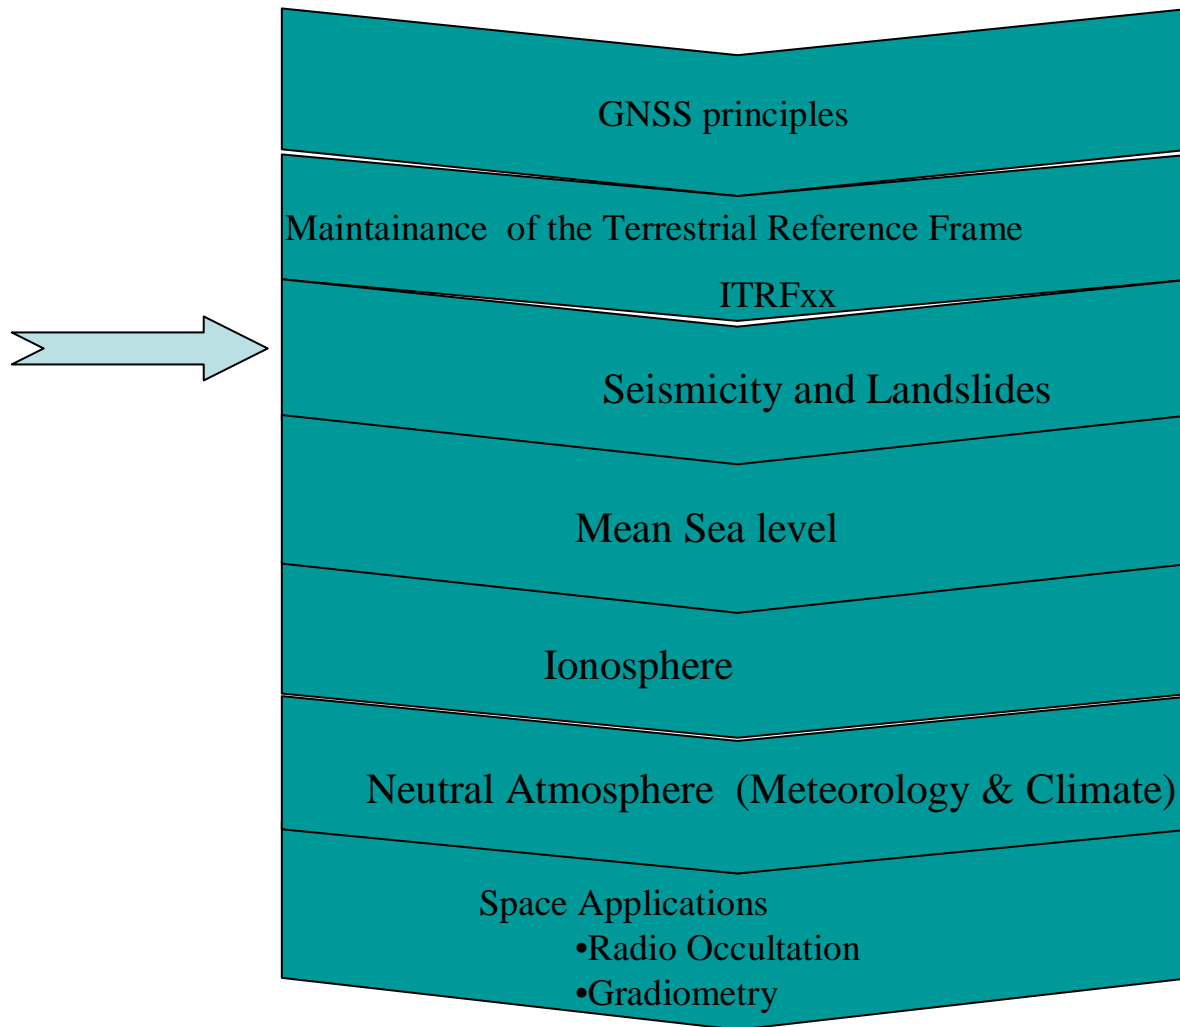 GNSS principles
Maintainance of the Terrestrial Reference Frame
ITRFxx
Seismicity and Landslides
Mean Sea level
Ionosphere
Neutral Atmosphere (Meteorology & Climate)
Space Applications
•Radio Occultation
•Gradiometry